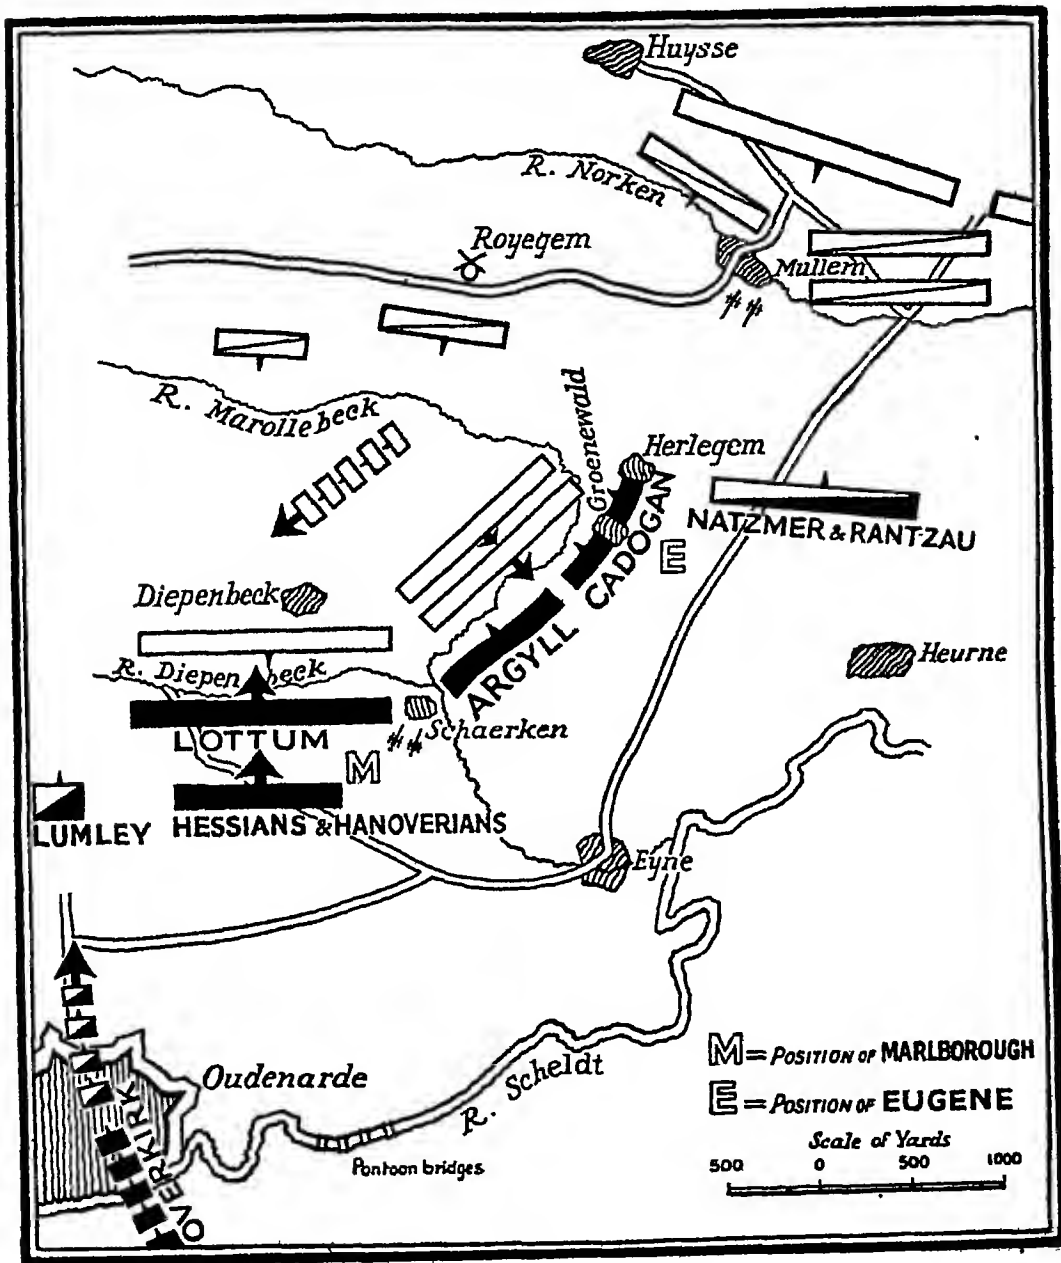 Huysse
R. Norken
Royegem
Mullem
R. Marollebeck
Groenewald
Herlegem
NATZMER & RANTZAU
CADOGAN
E
Diepenbeck
ARGYLL
R. Diepenbeck
Heurne
Schaerken
LOTTUM
M
LUMLEY
HESSIANS & HANOVERIANS
Eyne
Oudenarde
OVERKIRK
R. Scheldt
Pontoon bridges
M = POSITION OF MARLBOROUGH
E = POSITION OF EUGENE
Scale of Yards
500 0 500 1000